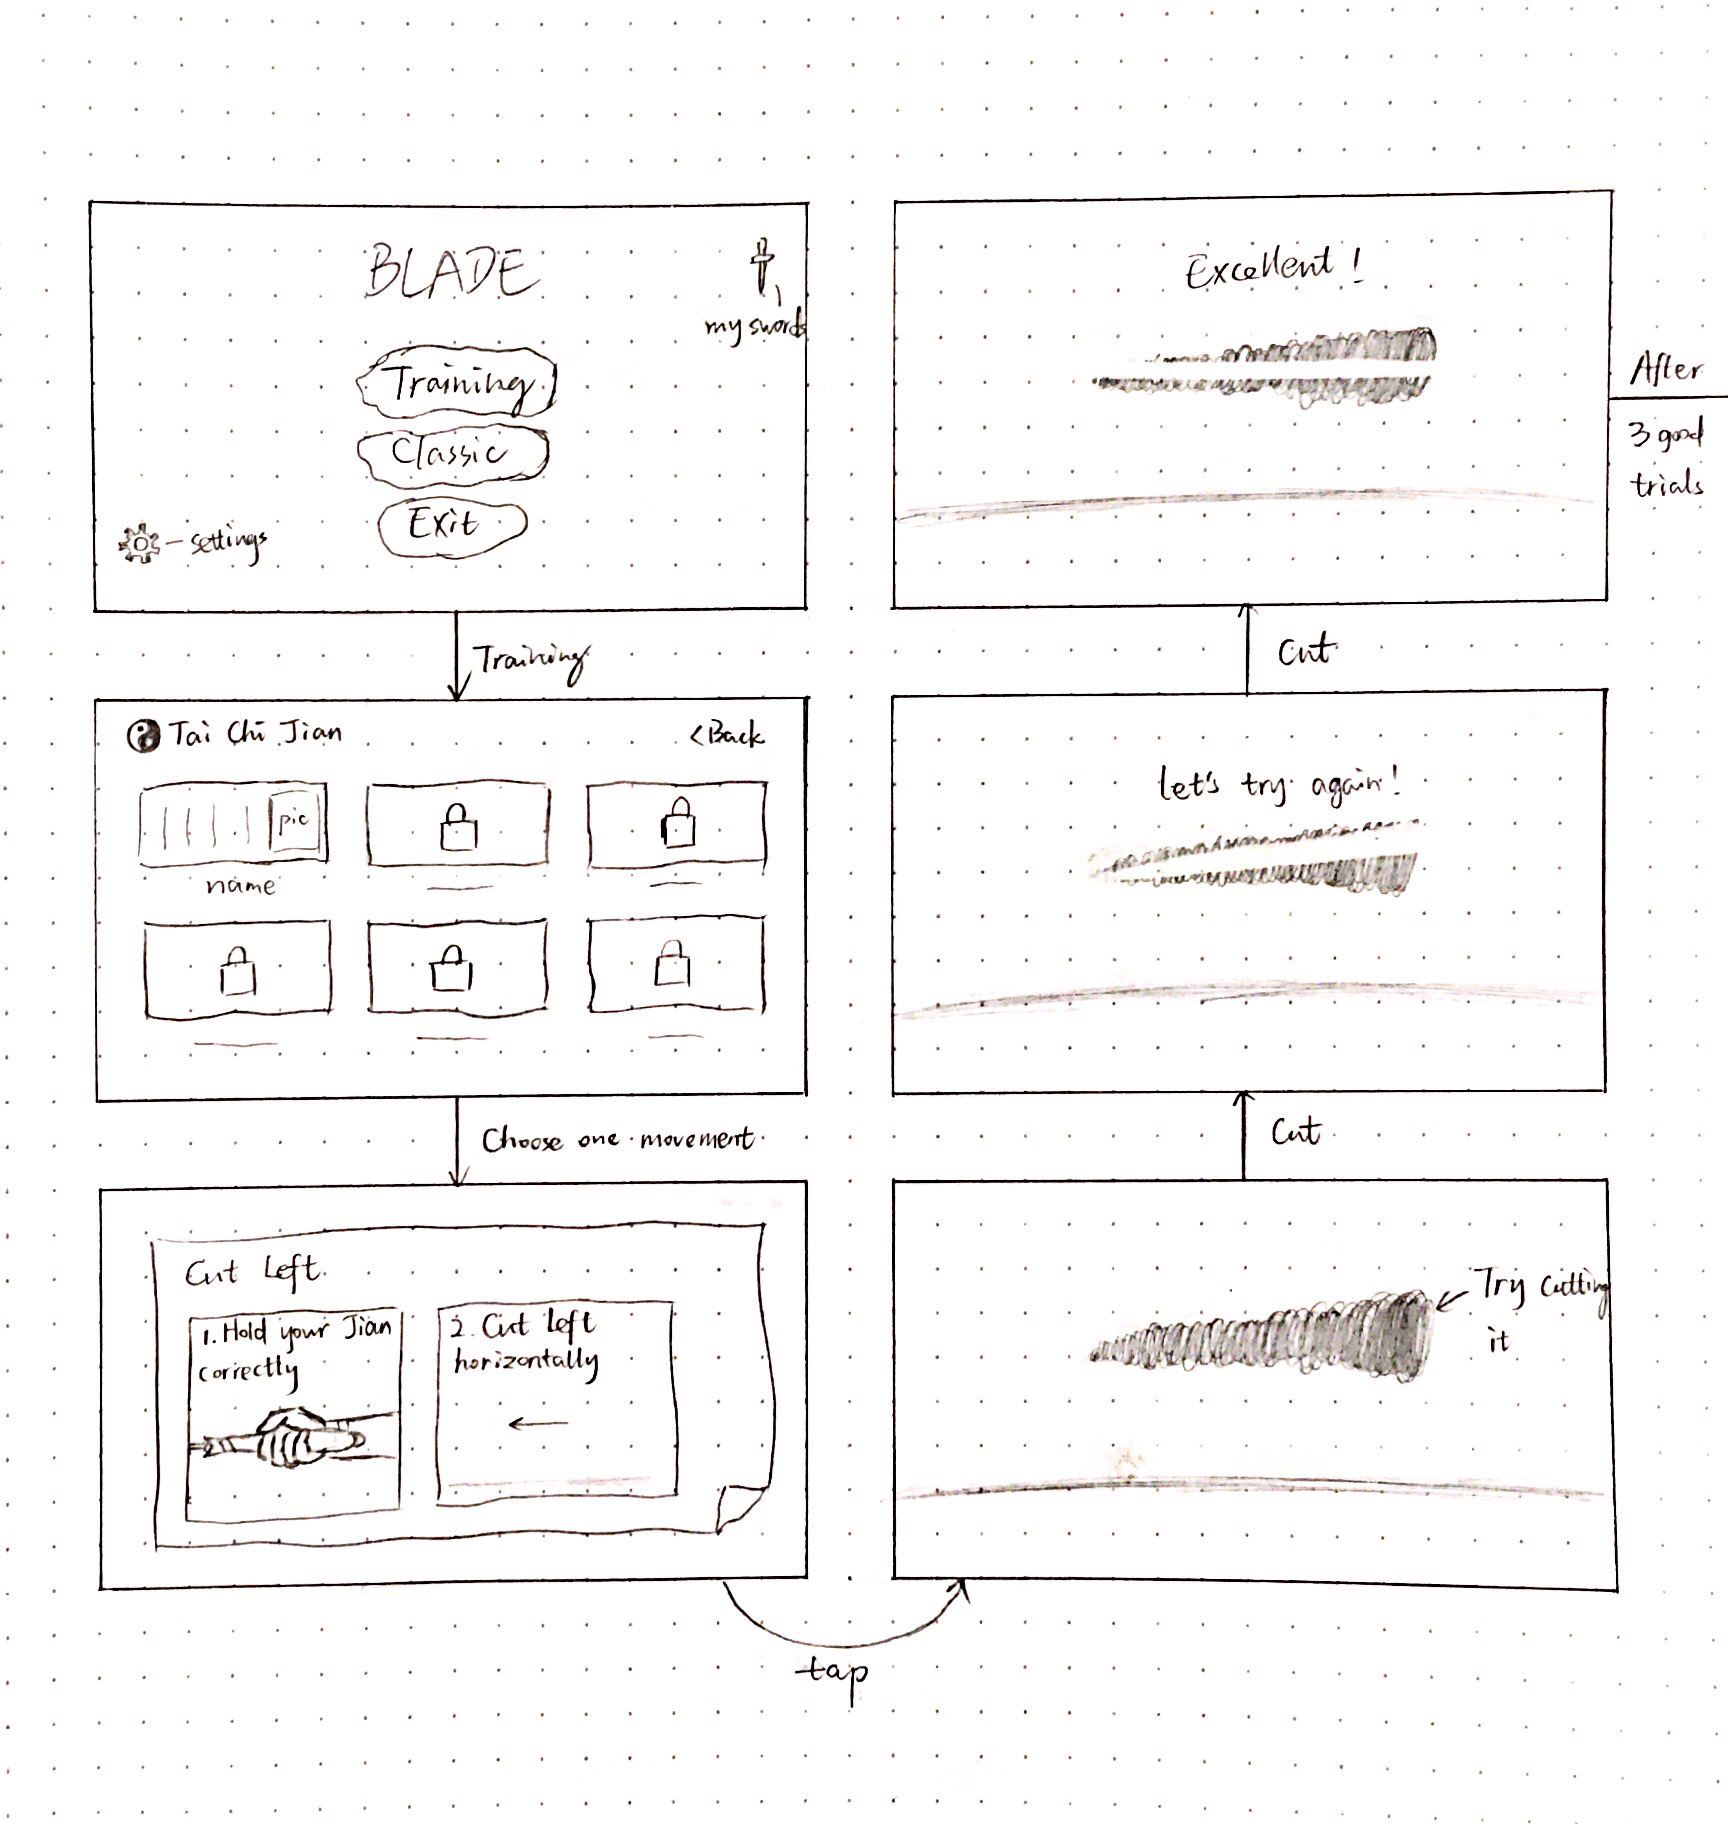 BLADE
my swords
Training
Classic
Exit
settings
Training
Tai Chi Jian
<Back
pic
name
Choose one movement
Cut Left
1. Hold your Jian
correctly
2. Cut left
horizontally
tap
Try cutting
it
Cut
let's try again!
Cut
Excellent!
After
3 good
trials